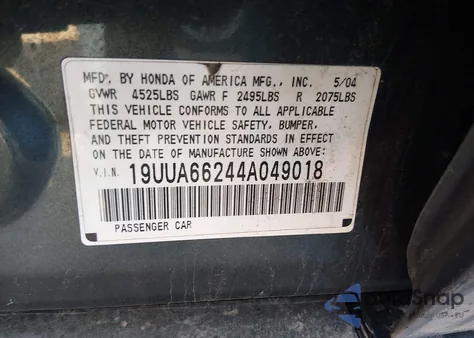 MFD. BY HONDA OF AMERICA MFG., INC. 5/04
GVWR 4525LBS GAWR F 2495LBS R 2075LBS
THIS VEHICLE CONFORMS TO ALL APPLICABLE
FEDERAL MOTOR VEHICLE SAFETY, BUMPER,
AND THEFT PREVENTION STANDARDS IN EFFECT
ON THE DATE OF MANUFACTURE SHOWN ABOVE.
V.I.N. 19UUA66244A049018
PASSENGER CAR